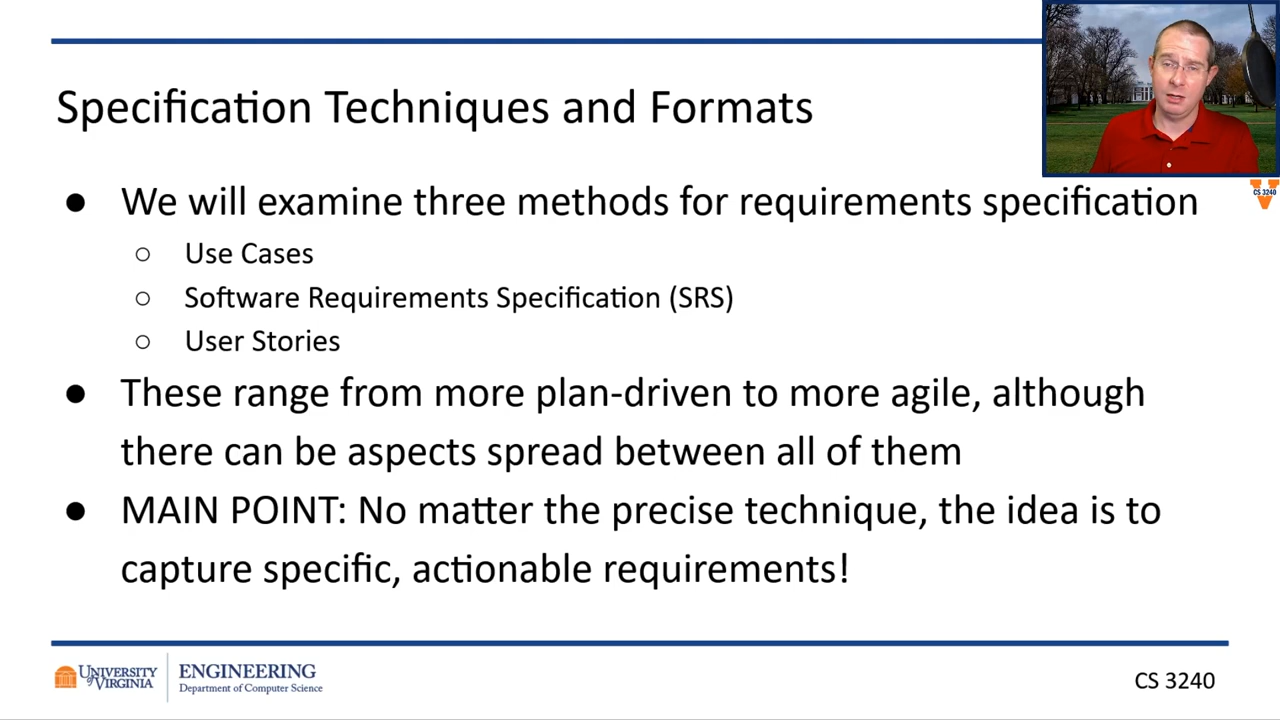 Specification Techniques and Formats
● We will examine three methods for requirements specification
○ Use Cases
○ Software Requirements Specification (SRS)
○ User Stories
● These range from more plan-driven to more agile, although
there can be aspects spread between all of them
● MAIN POINT: No matter the precise technique, the idea is to
capture specific, actionable requirements!
CS 3240
UNIVERSITY of VIRGINIA
ENGINEERING
Department of Computer Science
CS 3240